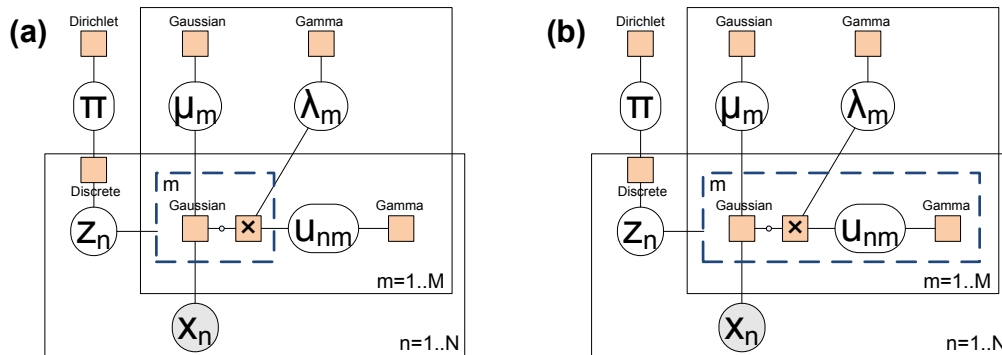 (a)
Dirichlet
Gaussian
Gamma
π
μm
λm
m
Discrete
Gaussian
×
Gamma
zn
unm
m=1..M
xn
n=1..N
(b)
Dirichlet
Gaussian
Gamma
π
μm
λm
m
Discrete
Gaussian
×
Gamma
zn
unm
m=1..M
xn
n=1..N